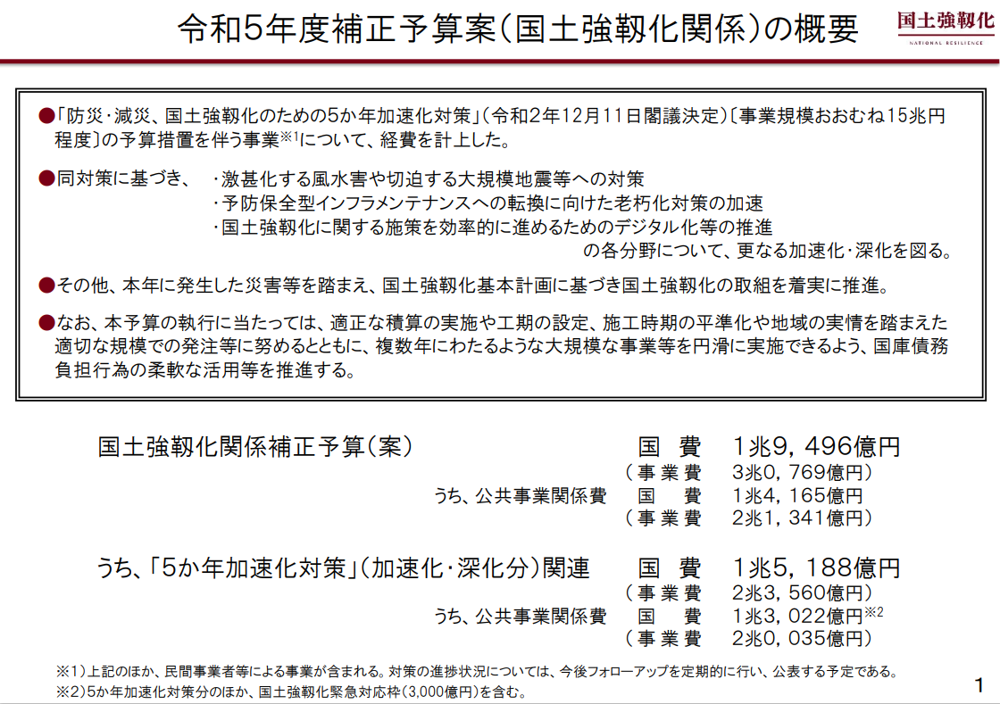 令和5年度補正予算案(国土強靱化関係)の概要
国土強靱化
NATIONAL RESILIENCE
●「防災・減災、国土強靱化のための5か年加速化対策」(令和2年12月11日閣議決定)〔事業規模おおむね15兆円
程度〕の予算措置を伴う事業※1について、経費を計上した。
●同対策に基づき、 ・激甚化する風水害や切迫する大規模地震等への対策
・予防保全型インフラメンテナンスへの転換に向けた老朽化対策の加速
・国土強靱化に関する施策を効率的に進めるためのデジタル化等の推進
の各分野について、更なる加速化・深化を図る。
●その他、本年に発生した災害等を踏まえ、国土強靱化基本計画に基づき国土強靱化の取組を着実に推進。
●なお、本予算の執行に当たっては、適正な積算の実施や工期の設定、施工時期の平準化や地域の実情を踏まえた
適切な規模での発注等に努めるとともに、複数年にわたるような大規模な事業等を円滑に実施できるよう、国庫債務
負担行為の柔軟な活用等を推進する。
国土強靱化関係補正予算(案) 国 費 1兆9,496億円
(事業費 3兆0,769億円)
うち、公共事業関係費 国 費 1兆4,165億円
(事業費 2兆1,341億円)
うち、「5か年加速化対策」(加速化・深化分)関連 国 費 1兆5,188億円
(事業費 2兆3,560億円)
うち、公共事業関係費 国 費 1兆3,022億円※2
(事業費 2兆0,035億円)
※1)上記のほか、民間事業者等による事業が含まれる。対策の進捗状況については、今後フォローアップを定期的に行い、公表する予定である。
※2)5か年加速化対策分のほか、国土強靱化緊急対応枠(3,000億円)を含む。
1